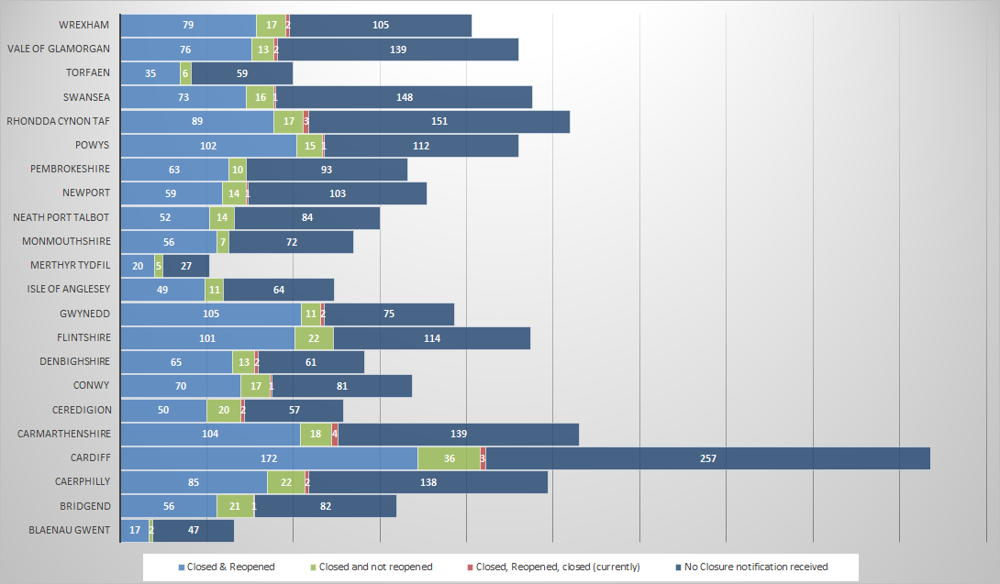 WREXHAM 79 17 2 105
VALE OF GLAMORGAN 76 13 2 139
TORFAEN 35 6 59
SWANSEA 73 16 1 148
RHONDDA CYNON TAF 89 17 3 151
POWYS 102 15 1 112
PEMBROKESHIRE 63 10 93
NEWPORT 59 14 1 103
NEATH PORT TALBOT 52 14 84
MONMOUTHSHIRE 56 7 72
MERTHYR TYDFIL 20 5 27
ISLE OF ANGLESEY 49 11 64
GWYNEDD 105 11 2 75
FLINTSHIRE 101 22 114
DENBIGHSHIRE 65 13 2 61
CONWY 70 17 1 81
CEREDIGION 50 20 2 57
CARMARTHENSHIRE 104 18 4 139
CARDIFF 172 36 3 257
CAERPHILLY 85 22 2 138
BRIDGEND 56 21 1 82
BLAENAU GWENT 17 2 47
Closed & Reopened Closed and not reopened Closed, Reopened, closed (currently) No Closure notification received